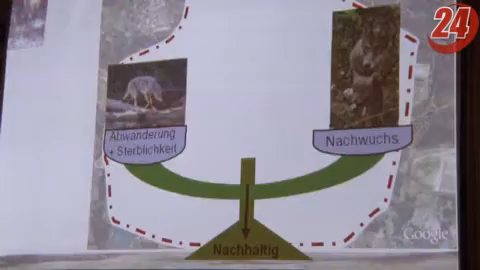 24
Abwanderung
+ Sterblichkeit
Nachwuchs
Nachhaltig
Google